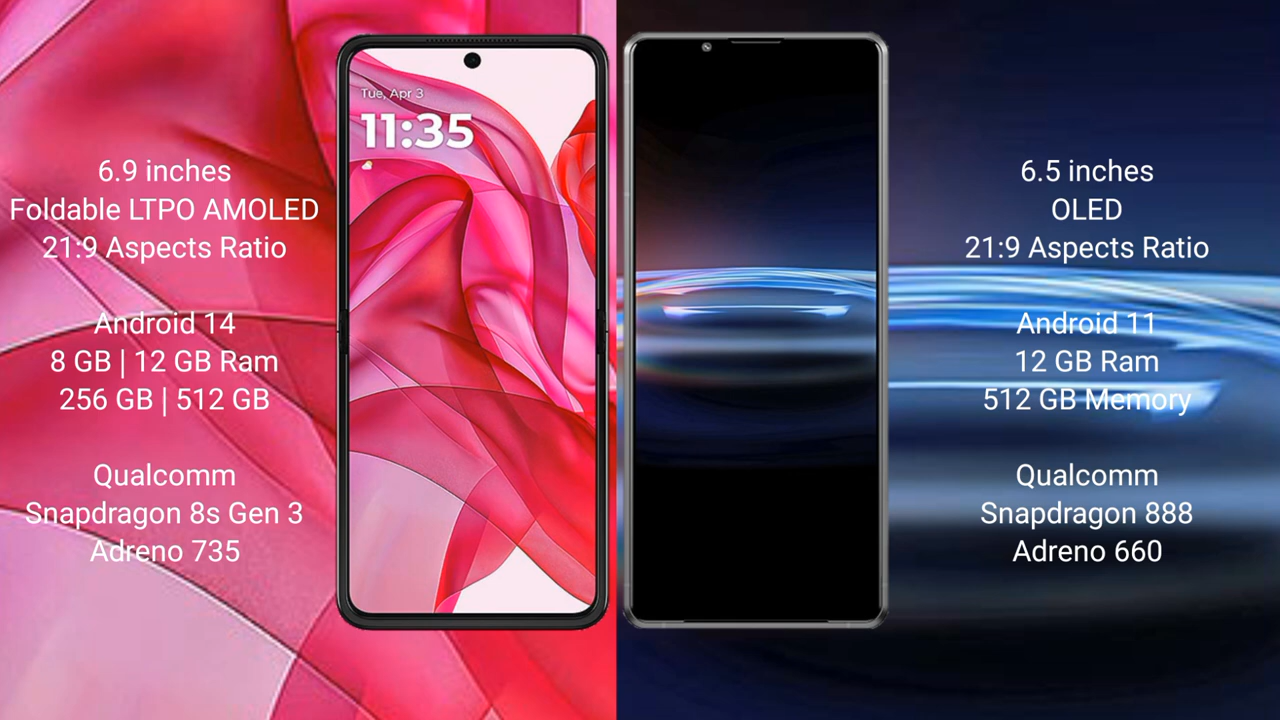 6.9 inches
Foldable LTPO AMOLED
21:9 Aspects Ratio
Android 14
8 GB | 12 GB Ram
256 GB | 512 GB
Qualcomm
Snapdragon 8s Gen 3
Adreno 735
Tue, Apr 3
11:35
6.5 inches
OLED
21:9 Aspects Ratio
Android 11
12 GB Ram
512 GB Memory
Qualcomm
Snapdragon 888
Adreno 660